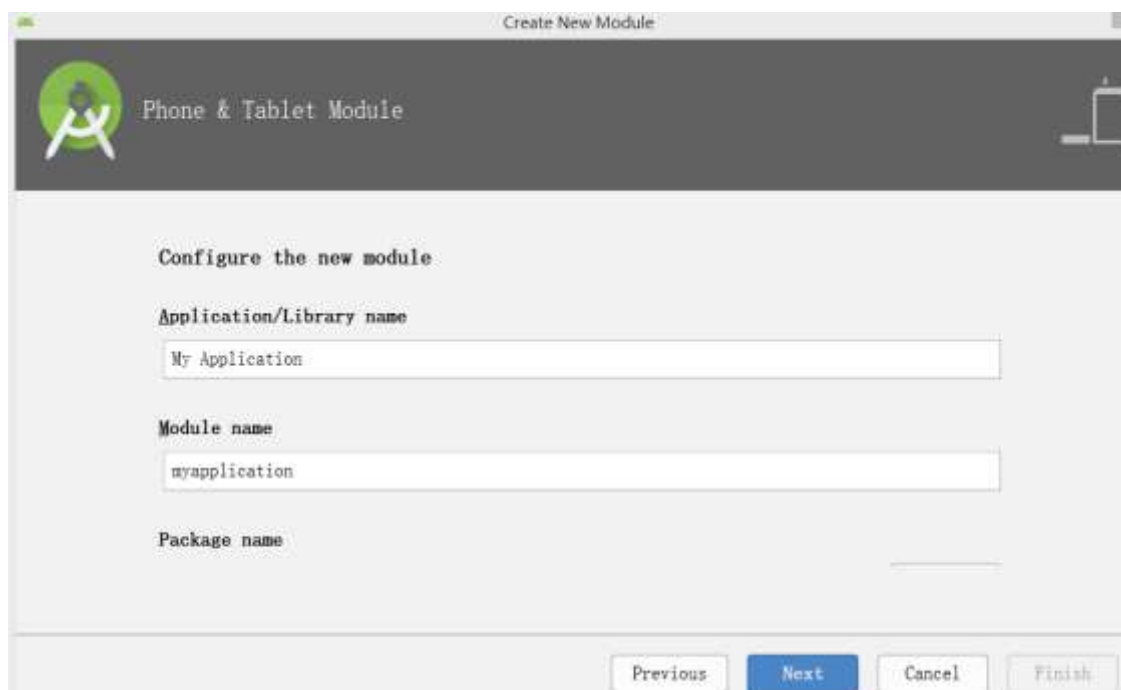 Create New Module
Phone & Tablet Module
Configure the new module
Application/Library name
My Application
Module name
myapplication
Package name
Previous
Next
Cancel
Finish